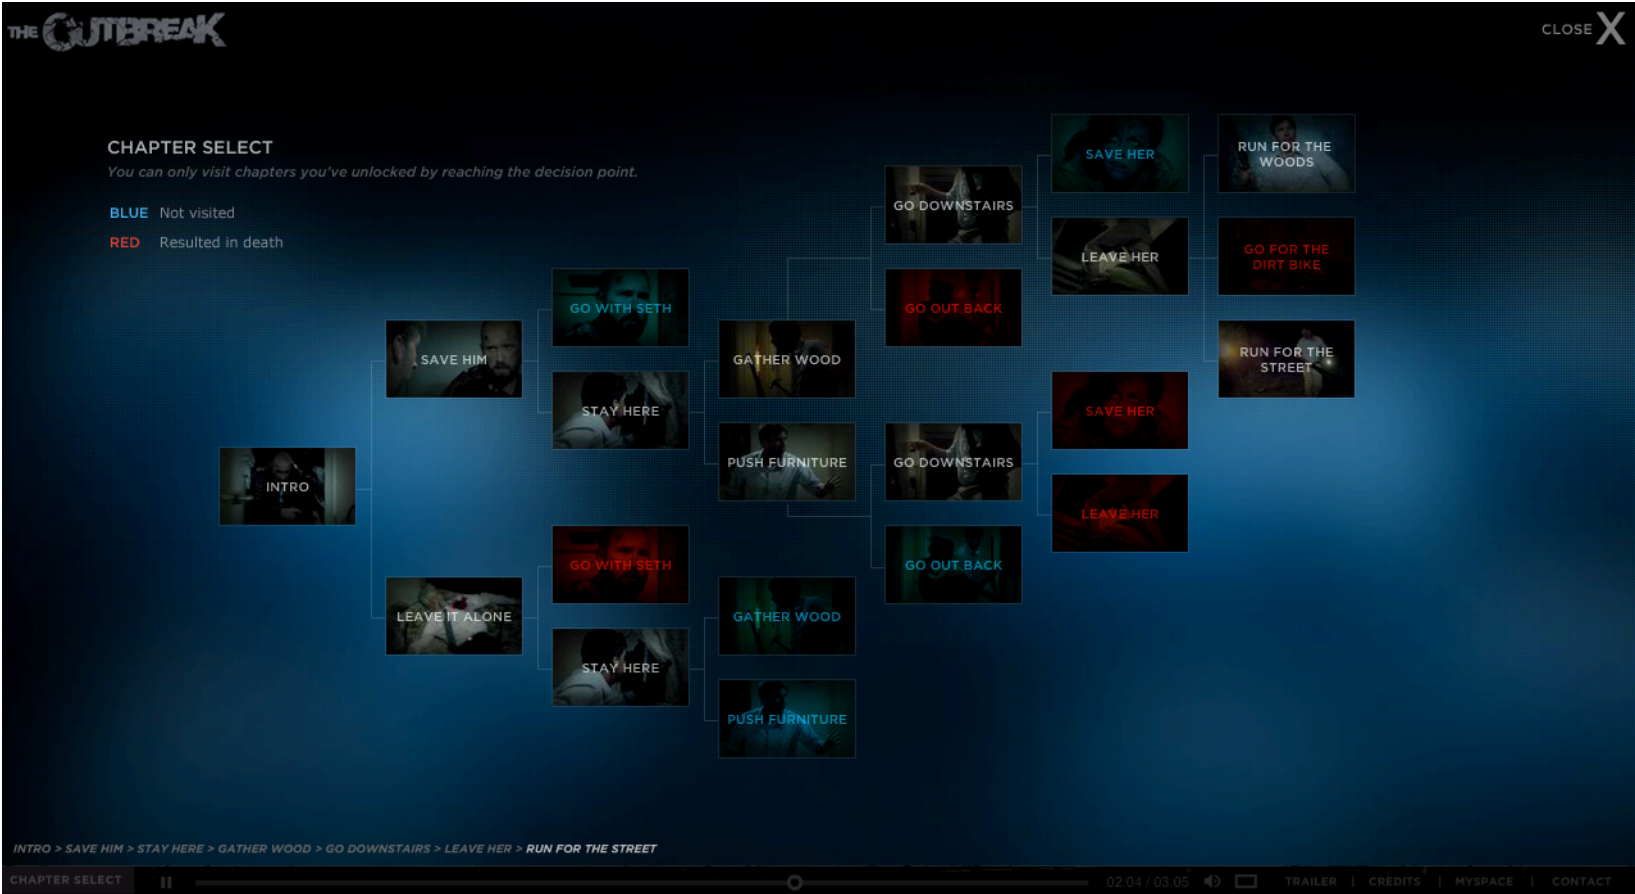 THE OUTBREAK
CLOSE X
CHAPTER SELECT
You can only visit chapters you've unlocked by reaching the decision point.
BLUE Not visited
RED Resulted in death
INTRO
SAVE HIM
LEAVE IT ALONE
GO WITH SETH
STAY HERE
GO WITH SETH
STAY HERE
GATHER WOOD
PUSH FURNITURE
GATHER WOOD
PUSH FURNITURE
GO DOWNSTAIRS
GO OUT BACK
GO DOWNSTAIRS
GO OUT BACK
SAVE HER
LEAVE HER
SAVE HER
LEAVE HER
RUN FOR THE
WOODS
GO FOR THE
DIRT BIKE
RUN FOR THE
STREET
INTRO > SAVE HIM > STAY HERE > GATHER WOOD > GO DOWNSTAIRS > LEAVE HER > RUN FOR THE STREET
CHAPTER SELECT 02:04 / 03:05 TRAILER | CREDITS | MYSPACE | CONTACT